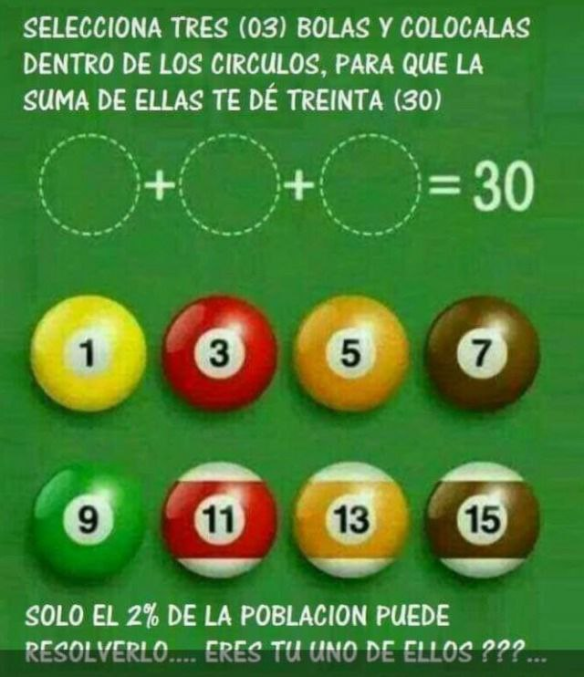 SELECCIONA TRES (03) BOLAS Y COLOCALAS
DENTRO DE LOS CIRCULOS, PARA QUE LA
SUMA DE ELLAS TE DÉ TREINTA (30)
+ + = 30
1 3 5 7
9 11 13 15
SOLO EL 2% DE LA POBLACION PUEDE
RESOLVERLO.... ERES TU UNO DE ELLOS ???...